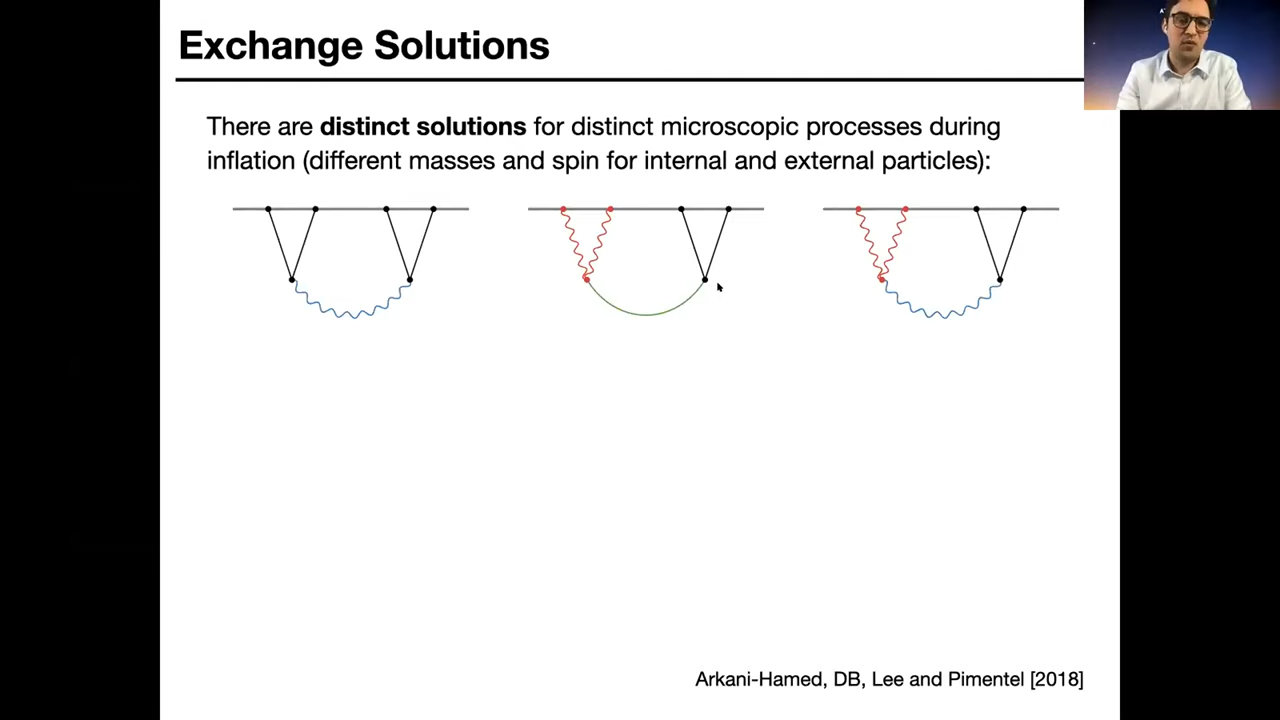 Exchange Solutions
There are distinct solutions for distinct microscopic processes during
inflation (different masses and spin for internal and external particles):
Arkani-Hamed, DB, Lee and Pimentel [2018]